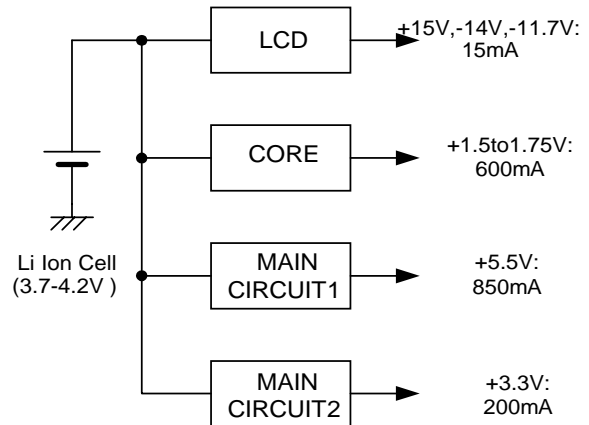 LCD
+15V,-14V,-11.7V:
15mA
CORE
+1.5to1.75V:
600mA
Li Ion Cell
(3.7-4.2V )
MAIN
CIRCUIT1
+5.5V:
850mA
MAIN
CIRCUIT2
+3.3V:
200mA